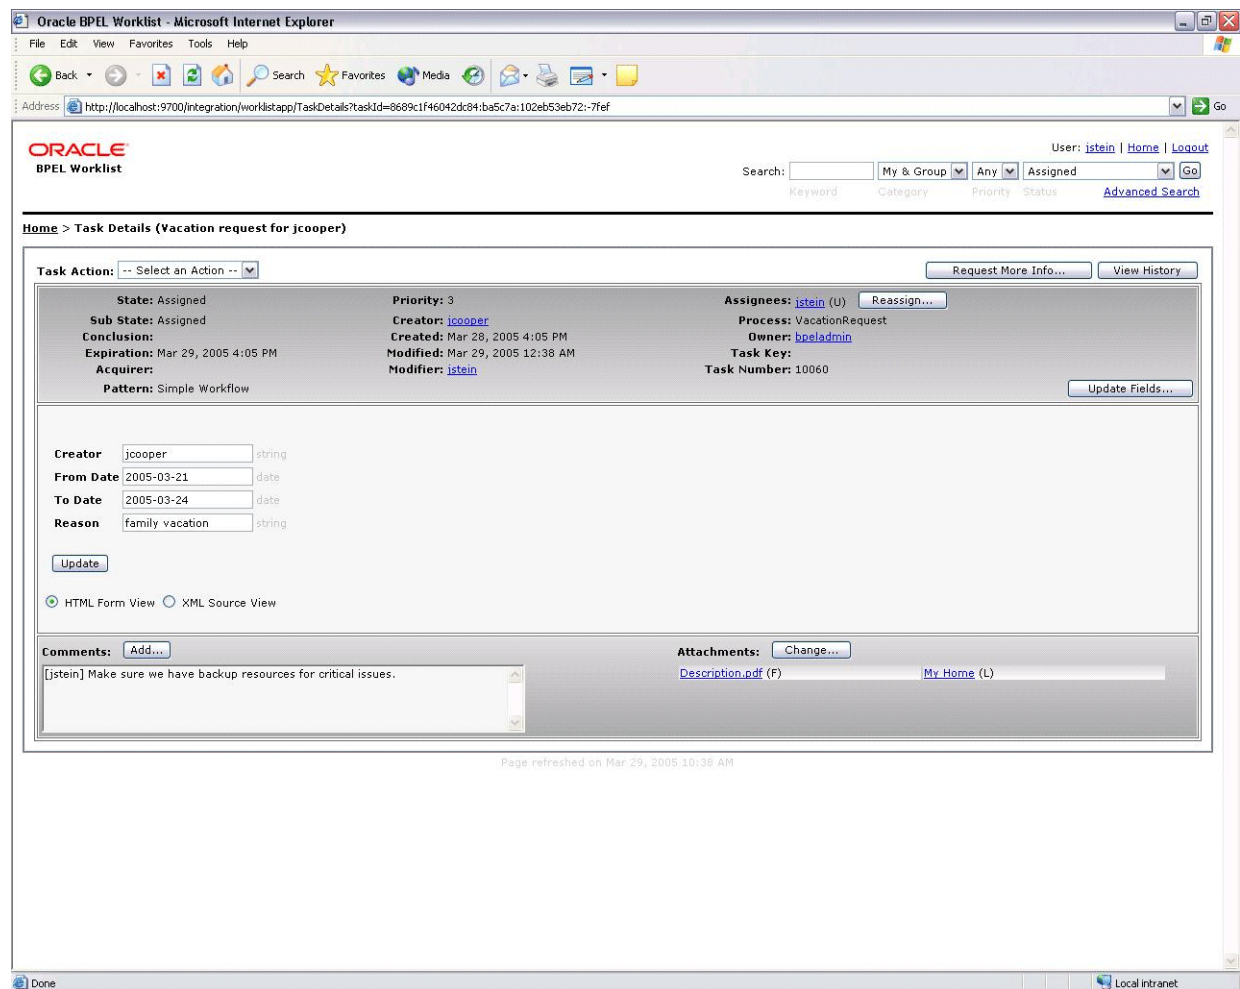 Oracle BPEL Worklist - Microsoft Internet Explorer
File Edit View Favorites Tools Help
Back Search Favorites Media
Address http://localhost:9700/integration/worklistapp/TaskDetails?taskId=8689c1f46042dc84:ba5c7a:102eb53eb72:-7fef Go
ORACLE
BPEL Worklist
User: jstein | Home | Logout
Search: My & Group Any Assigned Go
Keyword Category Priority Status Advanced Search
Home > Task Details (Vacation request for jcooper)
Task Action: -- Select an Action -- Request More Info... View History
State: Assigned Priority: 3 Assignees: jstein (U) Reassign...
Sub State: Assigned Creator: jcooper Process: VacationRequest
Conclusion: Created: Mar 28, 2005 4:05 PM Owner: bpeladmin
Expiration: Mar 29, 2005 4:05 PM Modified: Mar 29, 2005 12:38 AM Task Key:
Acquirer: Modifier: jstein Task Number: 10060
Pattern: Simple Workflow Update Fields...
Creator jcooper string
From Date 2005-03-21 date
To Date 2005-03-24 date
Reason family vacation string
Update
HTML Form View XML Source View
Comments: Add... Attachments: Change...
[jstein] Make sure we have backup resources for critical issues. Description.pdf (F) My Home (L)
Page refreshed on Mar 29, 2005 10:38 AM
Done Local intranet